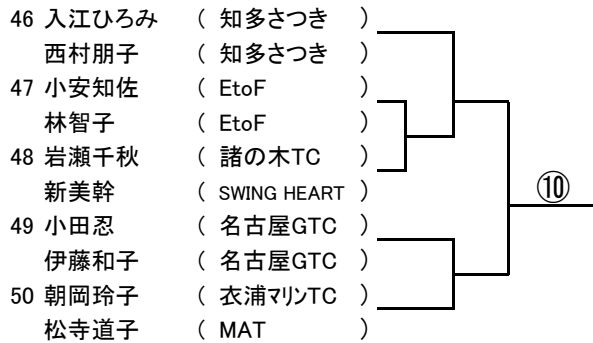 46 入江ひろみ （ 知多さつき ）
西村朋子 （ 知多さつき ）
47 小安知佐 （ EtoF ）
林智子 （ EtoF ）
48 岩瀬千秋 （ 諸の木TC ）
新美幹 （ SWING HEART ）
⑩
49 小田忍 （ 名古屋GTC ）
伊藤和子 （ 名古屋GTC ）
50 朝岡玲子 （ 衣浦マリンTC ）
松寺道子 （ MAT ）